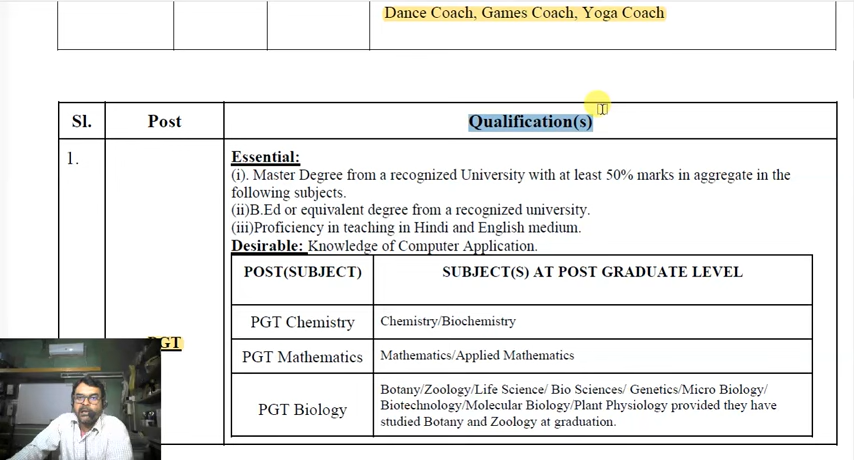 Dance Coach, Games Coach, Yoga Coach
Sl. Post Qualification(s)
1.
Essential:
(i). Master Degree from a recognized University with at least 50% marks in aggregate in the
following subjects.
(ii)B.Ed or equivalent degree from a recognized university.
(iii)Proficiency in teaching in Hindi and English medium.
Desirable: Knowledge of Computer Application.
POST(SUBJECT) SUBJECT(S) AT POST GRADUATE LEVEL
PGT Chemistry Chemistry/Biochemistry
PGT
PGT Mathematics Mathematics/Applied Mathematics
PGT Biology
Botany/Zoology/Life Science/ Bio Sciences/ Genetics/Micro Biology/
Biotechnology/Molecular Biology/Plant Physiology provided they have
studied Botany and Zoology at graduation.